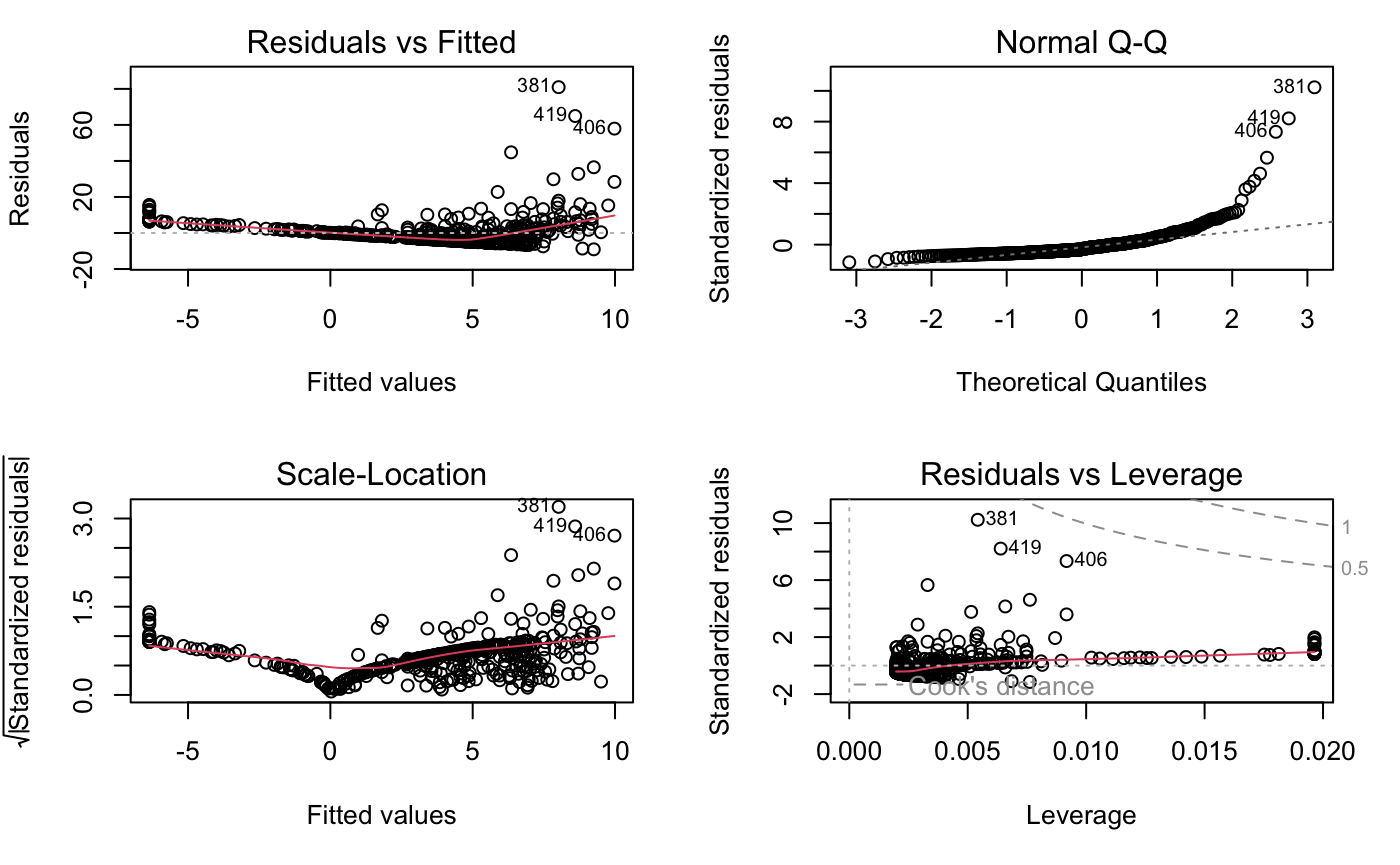 Residuals vs Fitted
Residuals
-20 20 60
381
419
406
-5 0 5 10
Fitted values
Normal Q-Q
Standardized residuals
0 4 8
381
419
406
-3 -2 -1 0 1 2 3
Theoretical Quantiles
Scale-Location
√|Standardized residuals|
0.0 1.5 3.0
381
419
406
-5 0 5 10
Fitted values
Residuals vs Leverage
Standardized residuals
-2 2 6 10
381
419
406
1
0.5
Cook's distance
0.000 0.005 0.010 0.015 0.020
Leverage